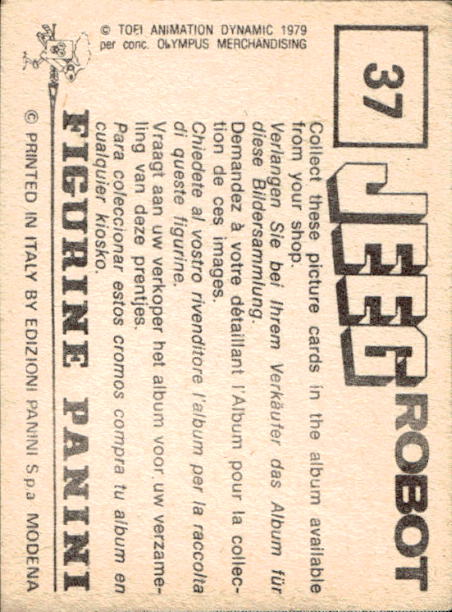 37
JEEG ROBOT
© TOEI ANIMATION DYNAMIC 1979
per conc. OLYMPUS MERCHANDISING
Collect these picture cards in the album available
from your shop.
Verlangen Sie bei Ihrem Verkäufer das Album für
diese Bildersammlung.
Demandez à votre détaillant l'Album pour la collec-
tion de ces images.
Chiedete al vostro rivenditore l'album per la raccolta
di queste figurine.
Vraagt aan uw verkoper het album voor uw verzame-
ling van deze prentjes.
Para coleccionar estos cromos compra tu album en
cualquier kiosko.
FIGURINE PANINI
© PRINTED IN ITALY BY EDIZIONI PANINI S.p.a MODENA